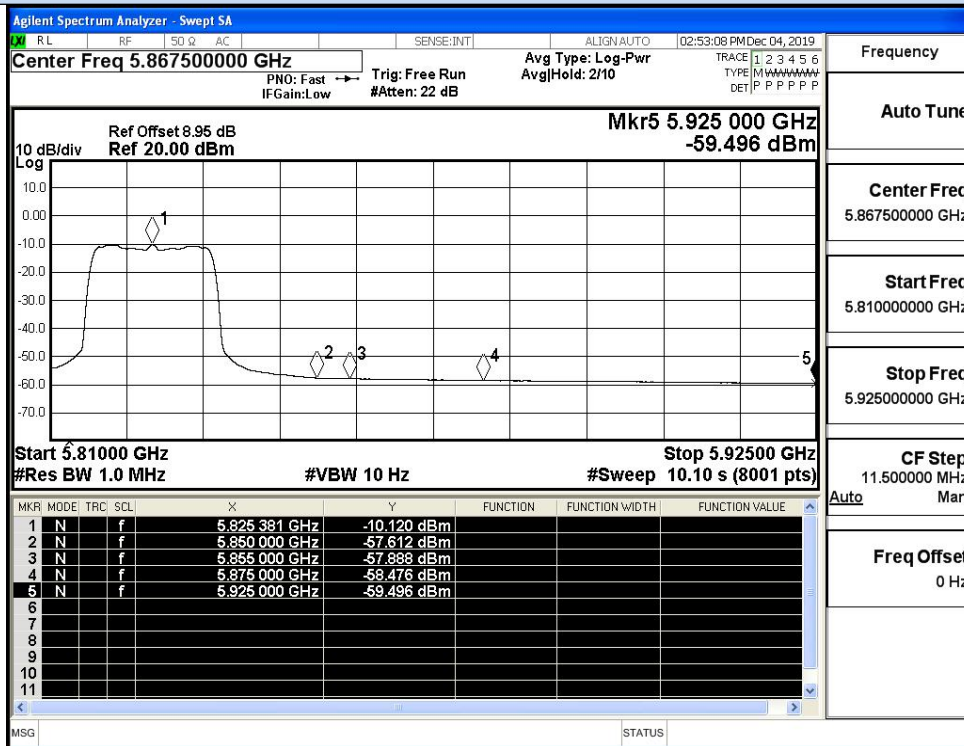 Agilent Spectrum Analyzer - Swept SA
LXI RL RF 50 Ω AC SENSE:INT ALIGN AUTO 02:53:08 PM Dec 04, 2019
Center Freq 5.867500000 GHz
PNO: Fast
IFGain:Low
Trig: Free Run
#Atten: 22 dB
Avg Type: Log-Pwr
Avg|Hold: 2/10
TRACE 1 2 3 4 5 6
TYPE M
DET P P P P P P
Mkr5 5.925 000 GHz
-59.496 dBm
Ref Offset 8.95 dB
10 dB/div Ref 20.00 dBm
Log
10.0
0.00
-10.0
-20.0
-30.0
-40.0
-50.0
-60.0
-70.0
1
2
3
4
5
Start 5.81000 GHz Stop 5.92500 GHz
#Res BW 1.0 MHz #VBW 10 Hz #Sweep 10.10 s (8001 pts)
MKR MODE TRC SCL X Y FUNCTION FUNCTION WIDTH FUNCTION VALUE
1 N f 5.825 381 GHz -10.120 dBm
2 N f 5.850 000 GHz -57.612 dBm
3 N f 5.855 000 GHz -57.888 dBm
4 N f 5.875 000 GHz -58.476 dBm
5 N f 5.925 000 GHz -59.496 dBm
6
7
8
9
10
11
MSG STATUS
Frequency
Auto Tune
Center Freq
5.867500000 GHz
Start Freq
5.810000000 GHz
Stop Freq
5.925000000 GHz
CF Step
11.500000 MHz
Auto Man
Freq Offset
0 Hz